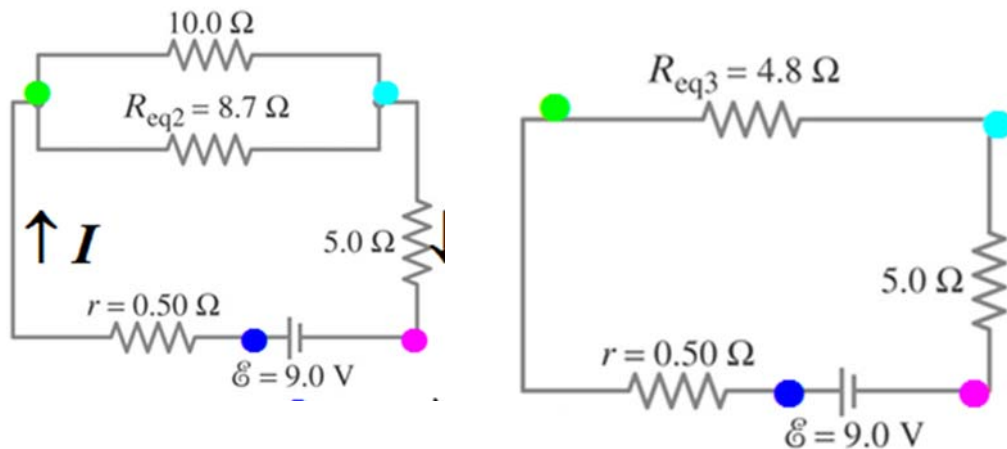 10.0 Ω
R_eq2 = 8.7 Ω
↑ I
5.0 Ω
r = 0.50 Ω
ℰ = 9.0 V
R_eq3 = 4.8 Ω
5.0 Ω
r = 0.50 Ω
ℰ = 9.0 V